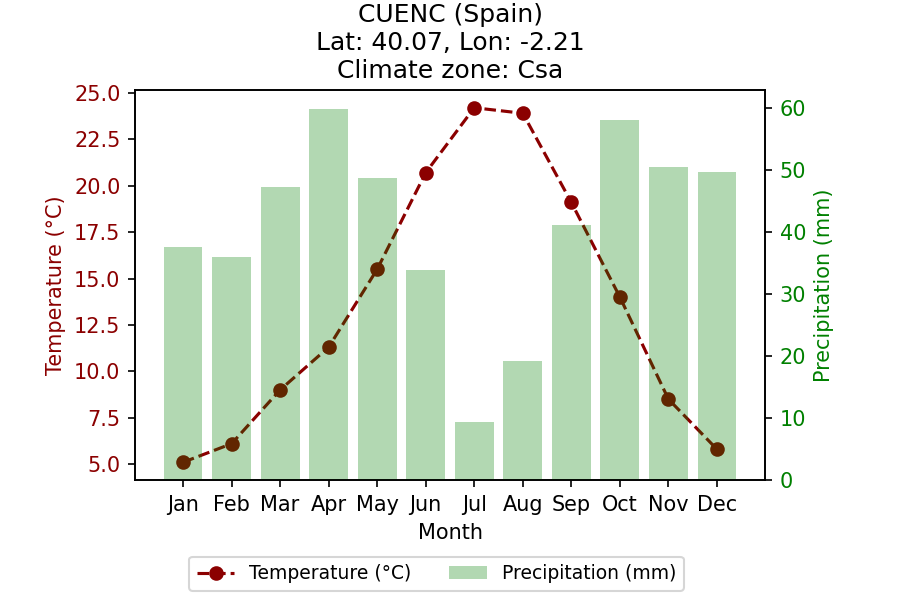 CUENC (Spain)
Lat: 40.07, Lon: -2.21
Climate zone: Csa
25.0
22.5
20.0
17.5
15.0
12.5
10.0
7.5
5.0
Temperature (°C)
60
50
40
30
20
10
0
Precipitation (mm)
Jan Feb Mar Apr May Jun Jul Aug Sep Oct Nov Dec
Month
Temperature (°C) Precipitation (mm)